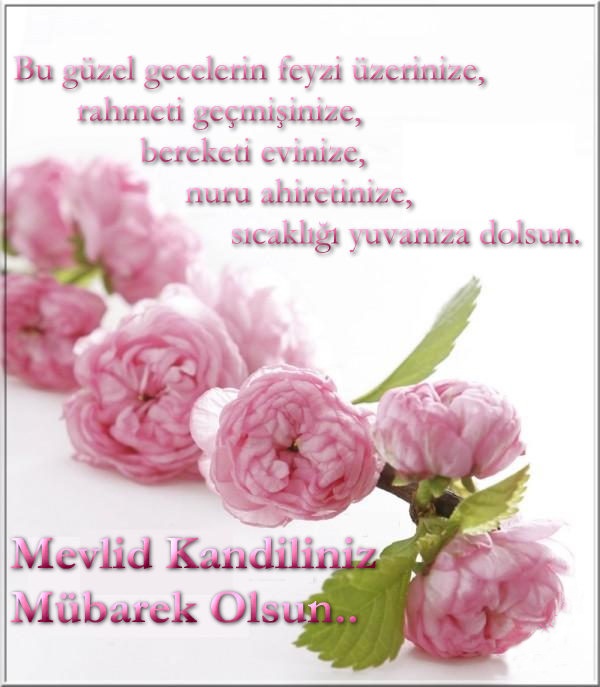 Bu güzel gecelerin feyzi üzerinize,
rahmeti geçmişinize,
bereketi evinize,
nuru ahiretinize,
sıcaklığı yuvanıza dolsun.
Mevlid Kandiliniz
Mübarek Olsun..